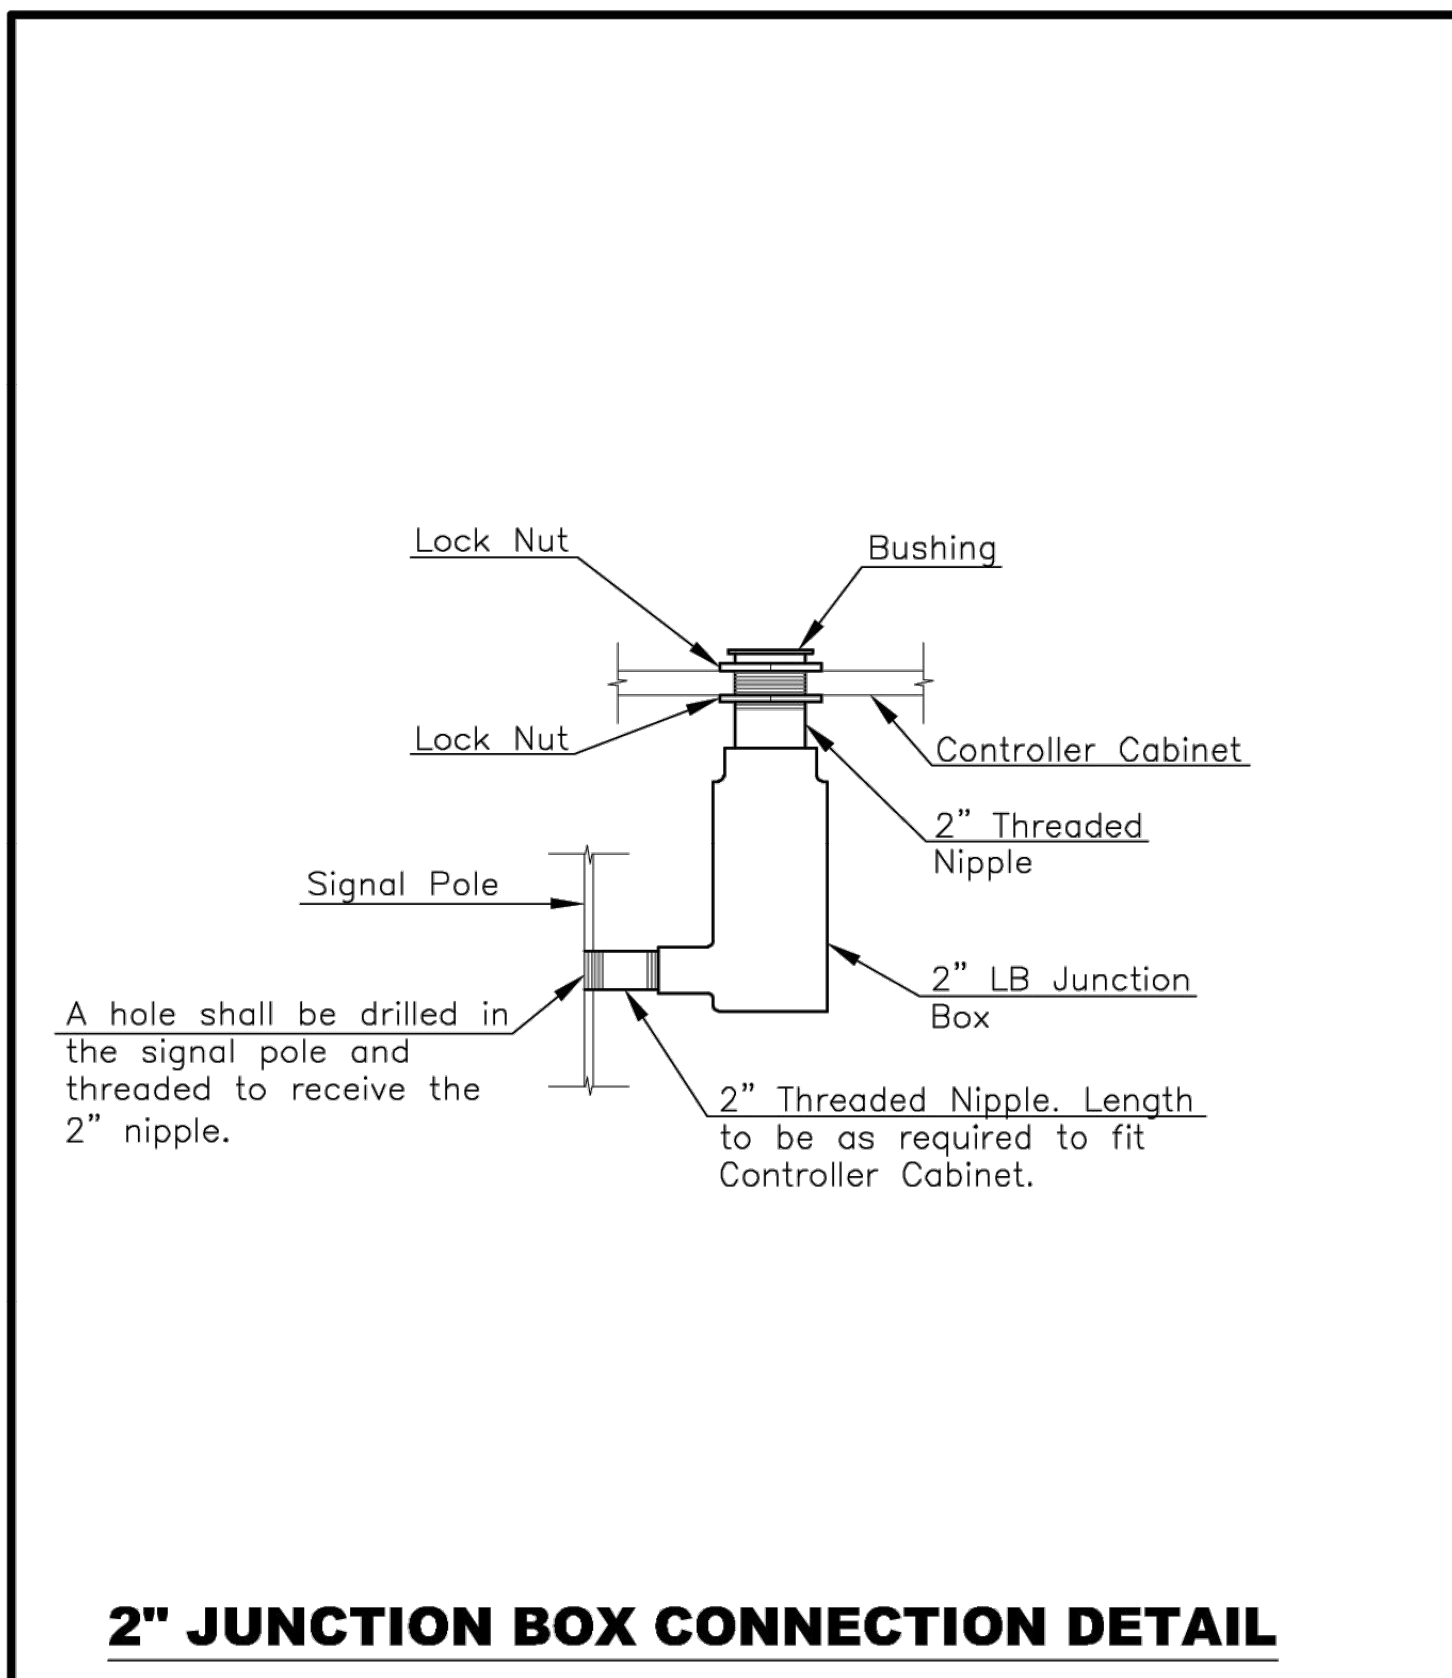 Lock Nut
Bushing
Lock Nut
Controller Cabinet
2” Threaded
Nipple
Signal Pole
2” LB Junction
Box
A hole shall be drilled in
the signal pole and
threaded to receive the
2” nipple.
2” Threaded Nipple. Length
to be as required to fit
Controller Cabinet.
2" JUNCTION BOX CONNECTION DETAIL